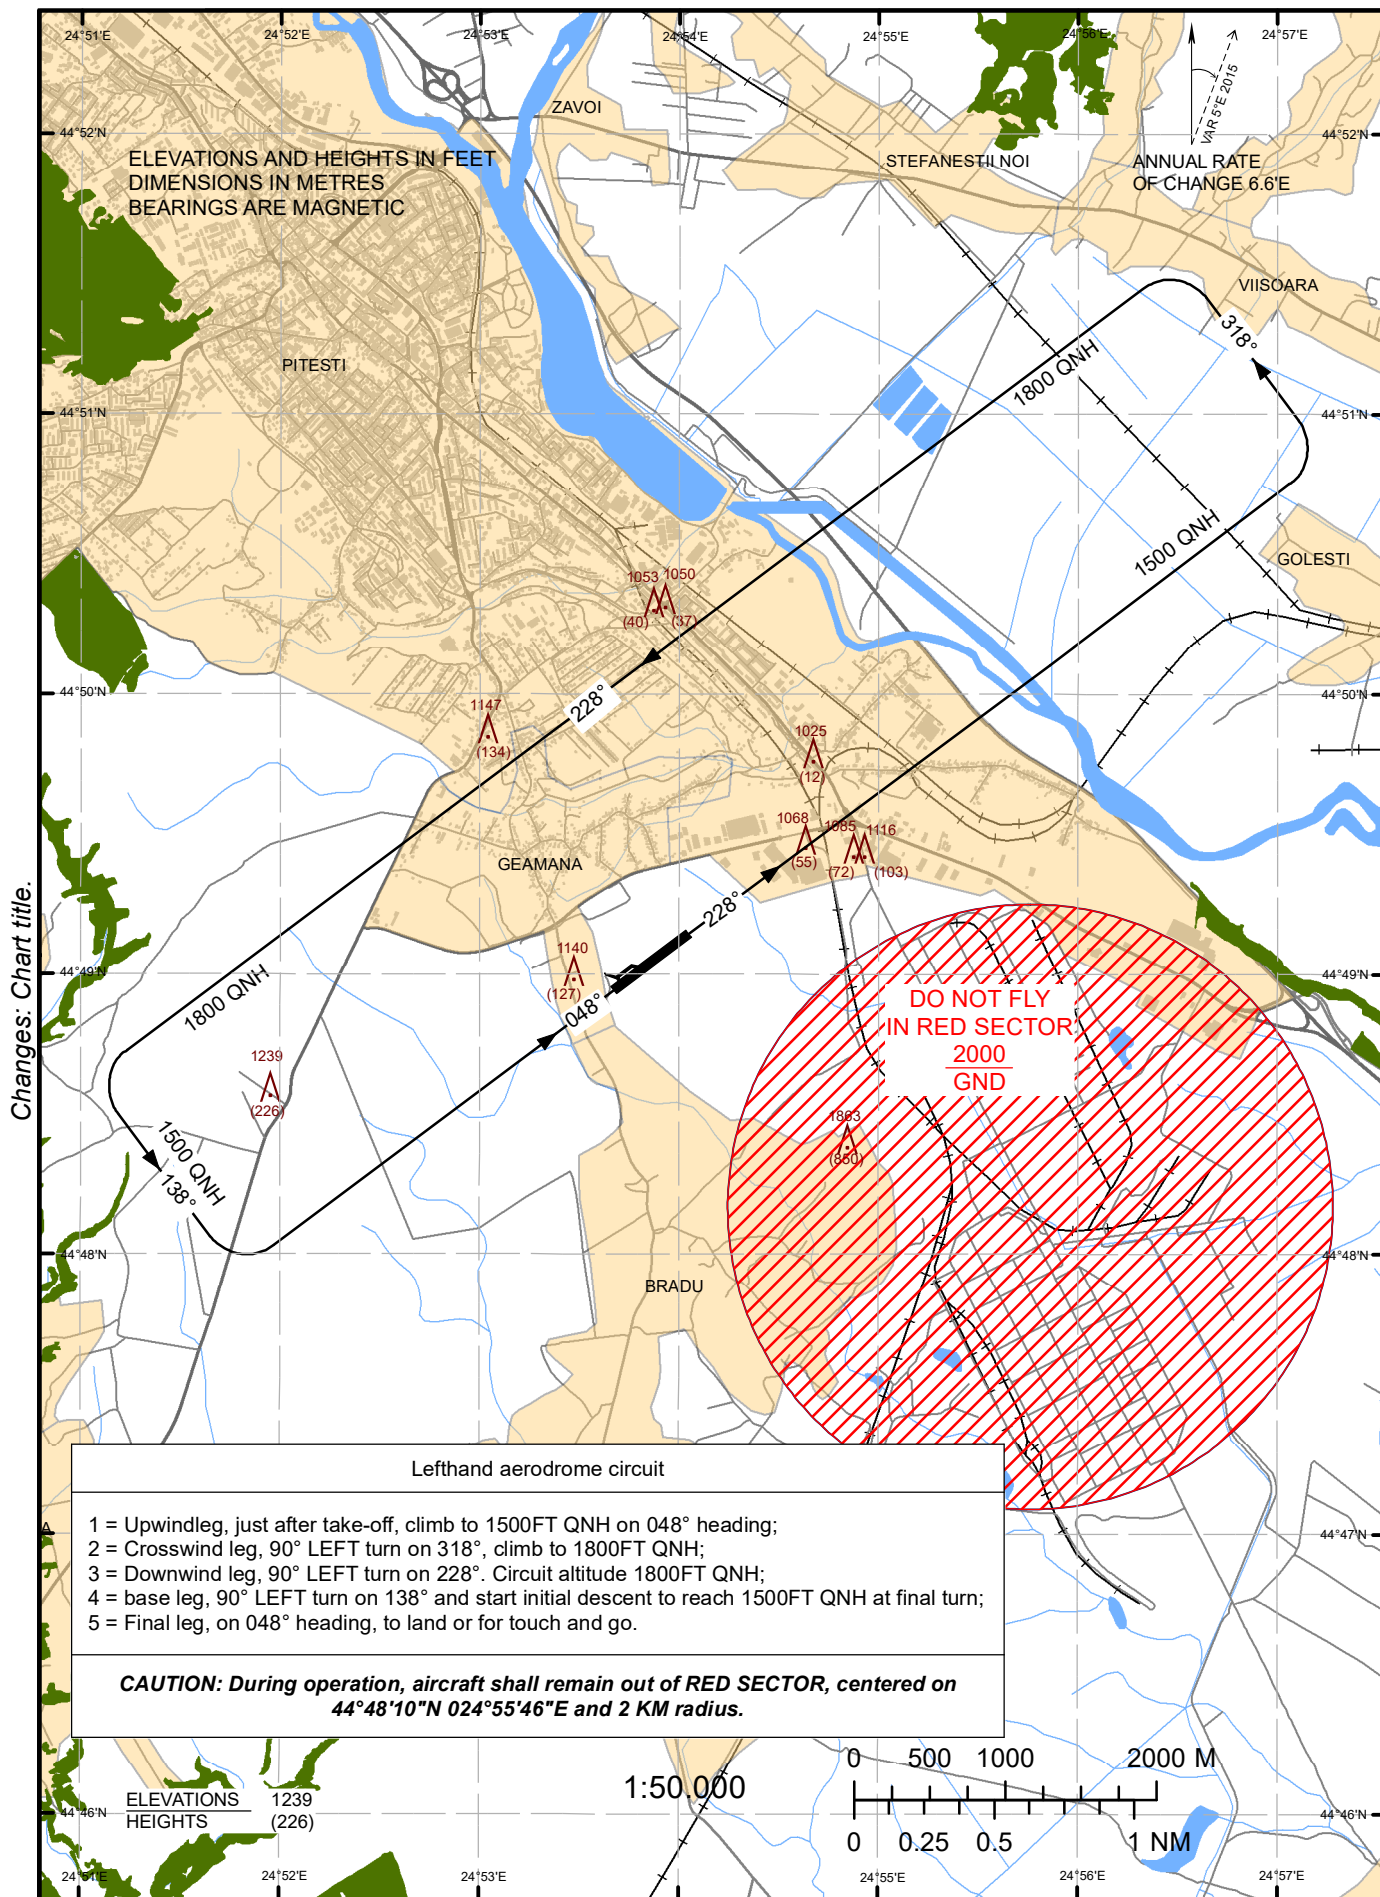 24°51'E
24°52'E
24°53'E
24°54'E
24°55'E
24°56'E
24°57'E
VAR 5°E 2015
ZAVOI
44°52'N
44°52'N
ELEVATIONS AND HEIGHTS IN FEET
DIMENSIONS IN METRES
BEARINGS ARE MAGNETIC
STEFANESTII NOI
ANNUAL RATE
OF CHANGE 6.6'E
VIISOARA
318°
PITESTI
1800 QNH
44°51'N
44°51'N
1500 QNH
GOLESTI
1053
1050
(40)
(37)
44°50'N
44°50'N
228°
1147
(134)
1025
(12)
1068
1085
1116
(55)
(72)
(103)
GEAMANA
228°
1140
(127)
44°49'N
44°49'N
1800 QNH
048°
DO NOT FLY
IN RED SECTOR
2000
GND
1239
(226)
1863
(850)
1500 QNH
138°
44°48'N
44°48'N
BRADU
Changes: Chart title.
Lefthand aerodrome circuit
A
44°47'N
1 = Upwindleg, just after take-off, climb to 1500FT QNH on 048° heading;
2 = Crosswind leg, 90° LEFT turn on 318°, climb to 1800FT QNH;
3 = Downwind leg, 90° LEFT turn on 228°. Circuit altitude 1800FT QNH;
4 = base leg, 90° LEFT turn on 138° and start initial descent to reach 1500FT QNH at final turn;
5 = Final leg, on 048° heading, to land or for touch and go.
CAUTION: During operation, aircraft shall remain out of RED SECTOR, centered on
44°48'10"N 024°55'46"E and 2 KM radius.
0 500 1000 2000 M
1:50.000
ELEVATIONS 1239
HEIGHTS (226)
44°46'N
44°46'N
0 0.25 0.5 1 NM
24°51'E
24°52'E
24°53'E
24°55'E
24°56'E
24°57'E